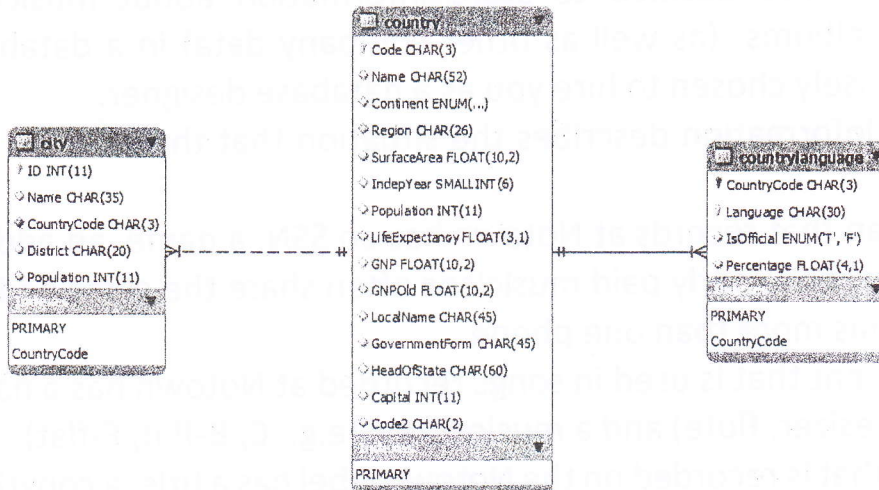 city
ID INT(11)
Name CHAR(35)
CountryCode CHAR(3)
District CHAR(20)
Population INT(11)
PRIMARY
CountryCode
country
Code CHAR(3)
Name CHAR(52)
Continent ENUM(...)
Region CHAR(26)
SurfaceArea FLOAT(10,2)
IndepYear SMALLINT(6)
Population INT(11)
LifeExpectancy FLOAT(3,1)
GNP FLOAT(10,2)
GNPOld FLOAT(10,2)
LocalName CHAR(45)
GovernmentForm CHAR(45)
HeadOfState CHAR(60)
Capital INT(11)
Code2 CHAR(2)
PRIMARY
countrylanguage
CountryCode CHAR(3)
Language CHAR(30)
IsOfficial ENUM('T', 'F')
Percentage FLOAT(4,1)
PRIMARY
CountryCode